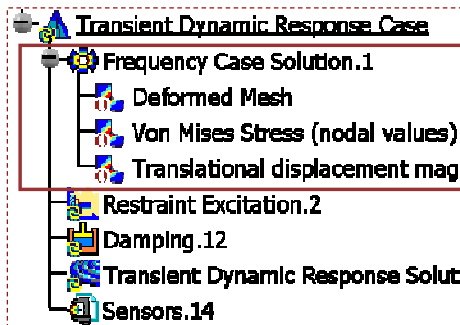 Transient Dynamic Response Case
Frequency Case Solution.1
Deformed Mesh
Von Mises Stress (nodal values)
Translational displacement mag
Restraint Excitation.2
Damping.12
Transient Dynamic Response Solut
Sensors.14